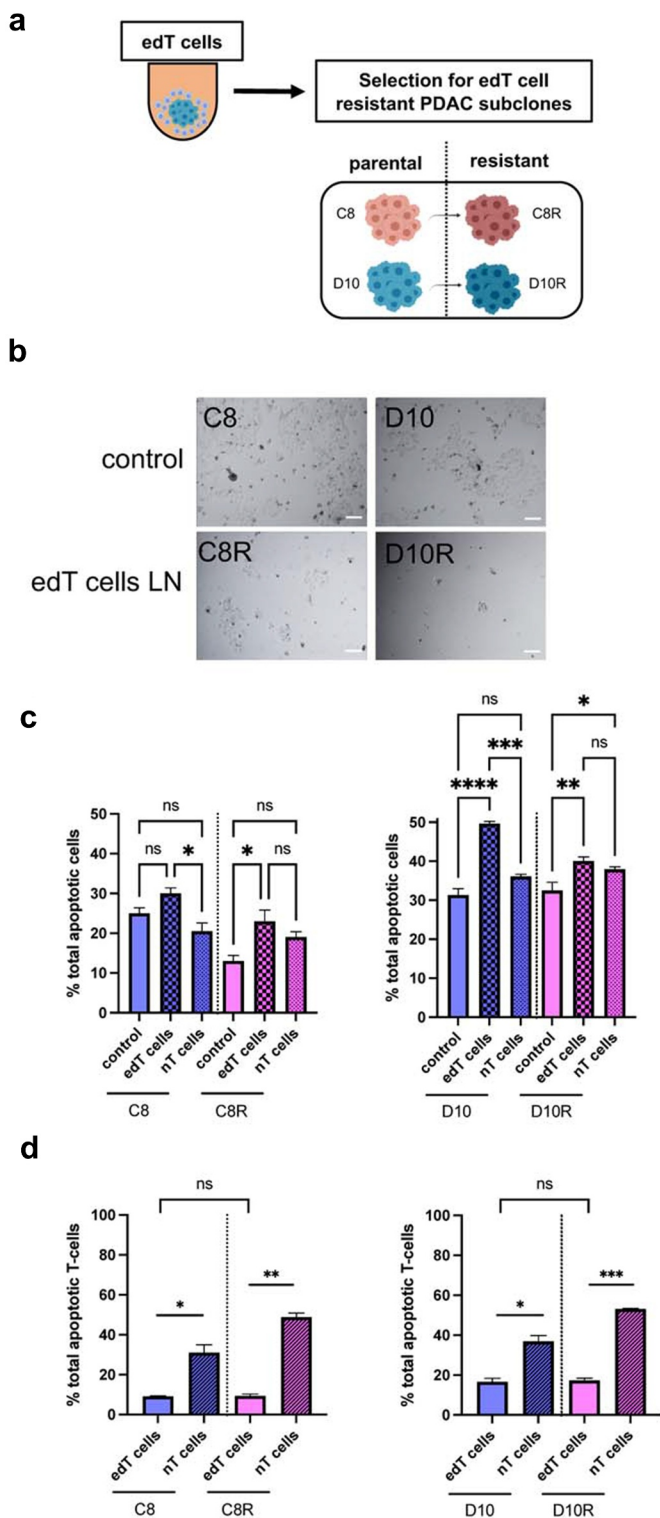 a
edT cells
Selection for edT cell
resistant PDAC subclones
parental
resistant
C8
C8R
D10
D10R
b
control
C8
D10
edT cells LN
C8R
D10R
c
ns
ns
ns
*
ns
*
ns
% total apoptotic cells
50
40
30
20
10
0
control
edT cells
nT cells
control
edT cells
nT cells
C8
C8R
ns
*
***
ns
****
**
% total apoptotic cells
50
40
30
20
10
0
control
edT cells
nT cells
control
edT cells
nT cells
D10
D10R
d
ns
*
**
% total apoptotic T-cells
100
80
60
40
20
0
edT cells
nT cells
edT cells
nT cells
C8
C8R
ns
*
***
% total apoptotic T-cells
100
80
60
40
20
0
edT cells
nT cells
edT cells
nT cells
D10
D10R